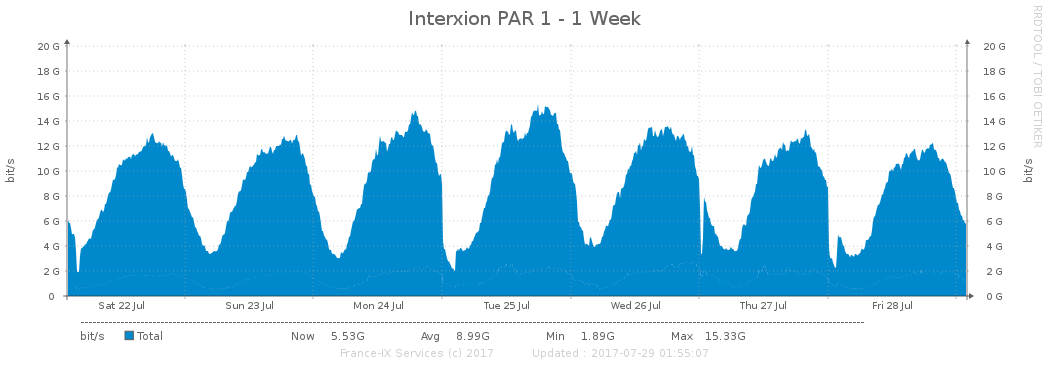 Interxion PAR 1 - 1 Week
RRDTOOL / TOBI OETIKER
bit/s
20 G
18 G
16 G
14 G
12 G
10 G
8 G
6 G
4 G
2 G
0
20 G
18 G
16 G
14 G
12 G
10 G
8 G
6 G
4 G
2 G
0 G
bit/s
Sat 22 Jul Sun 23 Jul Mon 24 Jul Tue 25 Jul Wed 26 Jul Thu 27 Jul Fri 28 Jul
bit/s Total Now 5.53G Avg 8.99G Min 1.89G Max 15.33G
France-IX Services (c) 2017 Updated : 2017-07-29 01:55:07